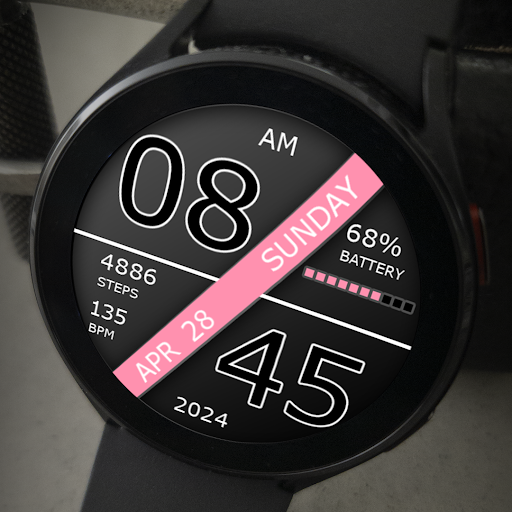 AM
08
SUNDAY
68%
BATTERY
4886
STEPS
135
BPM
APR 28
45
2024